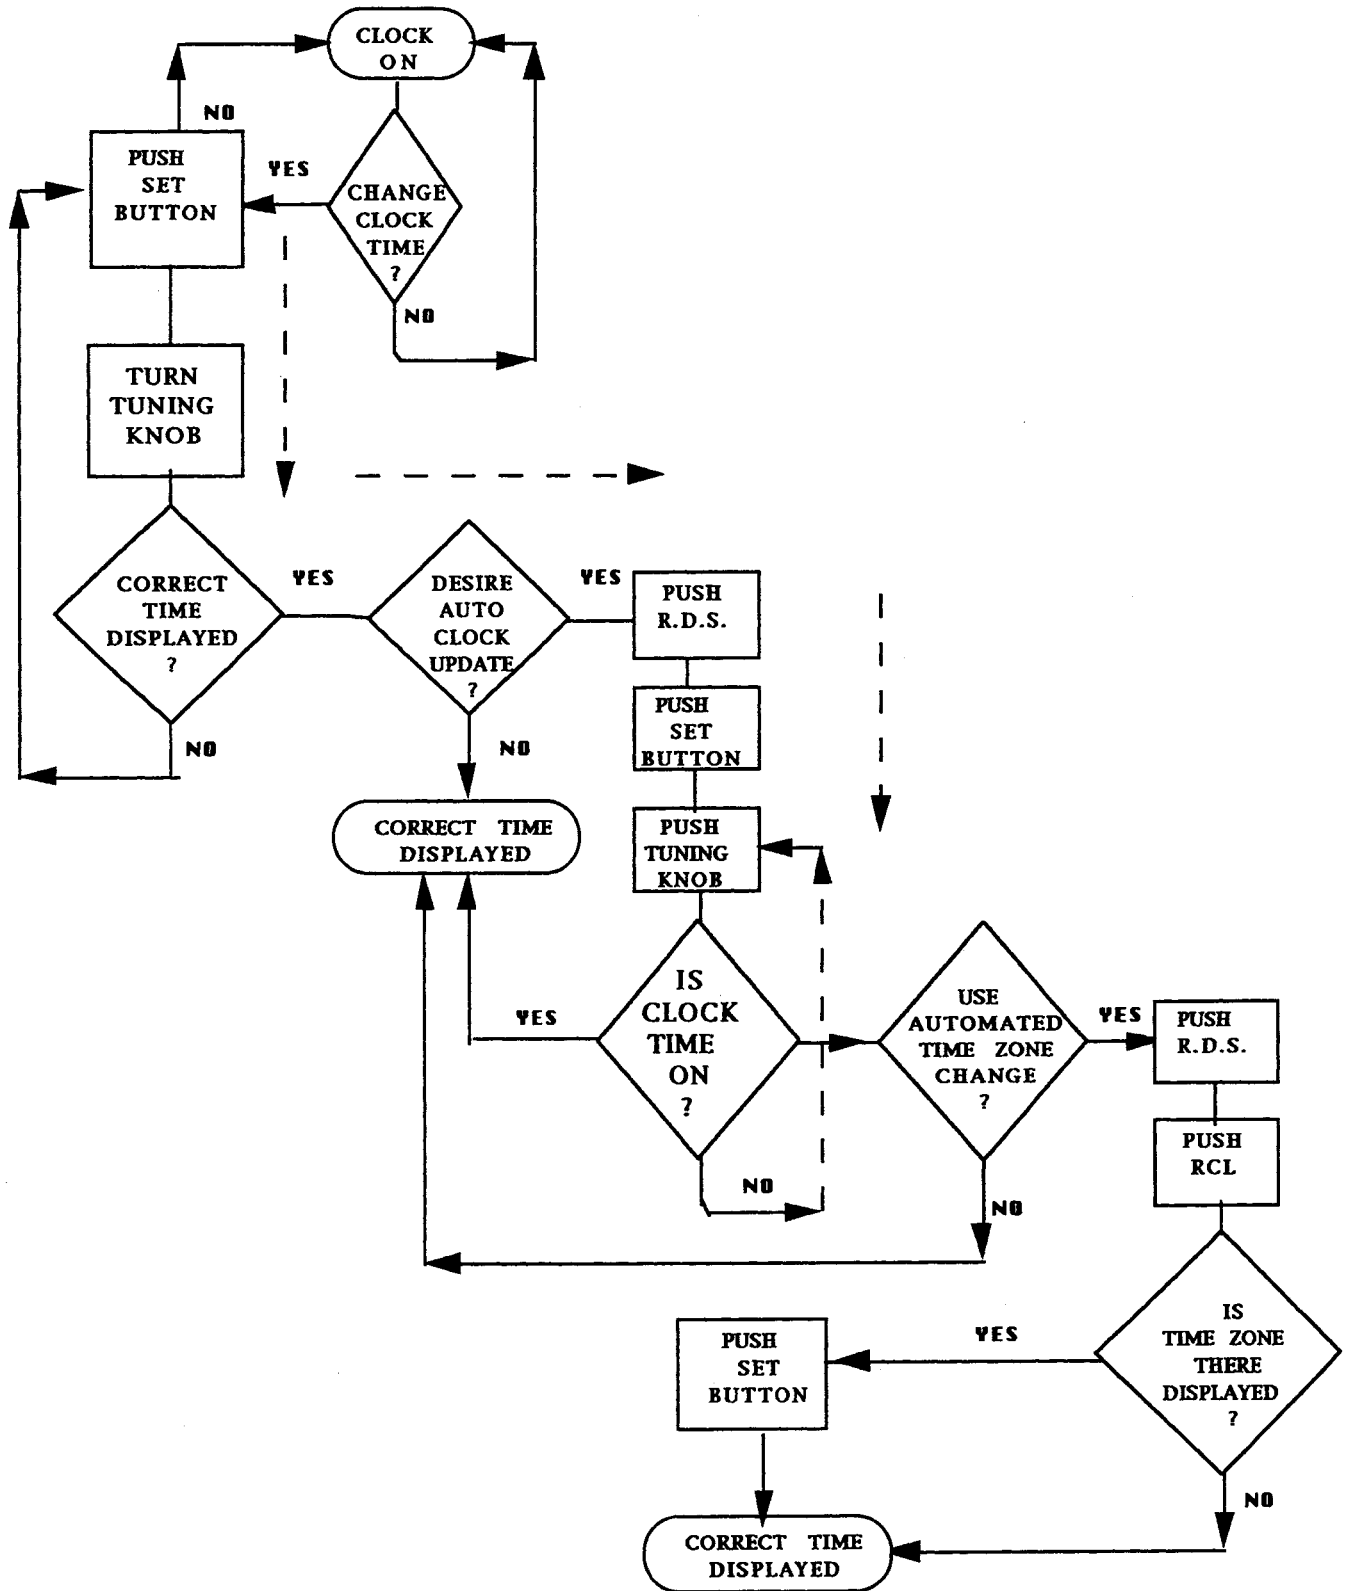 CLOCK
ON
NO
PUSH
SET
BUTTON
YES
CHANGE
CLOCK
TIME
?
NO
TURN
TUNING
KNOB
CORRECT
TIME
DISPLAYED
?
YES
NO
DESIRE
AUTO
CLOCK
UPDATE
?
YES
NO
PUSH
R.D.S.
PUSH
SET
BUTTON
CORRECT TIME
DISPLAYED
PUSH
TUNING
KNOB
IS
CLOCK
TIME
ON
?
YES
NO
USE
AUTOMATED
TIME ZONE
CHANGE
?
YES
NO
PUSH
R.D.S.
PUSH
RCL
IS
TIME ZONE
THERE
DISPLAYED
?
YES
NO
PUSH
SET
BUTTON
CORRECT TIME
DISPLAYED